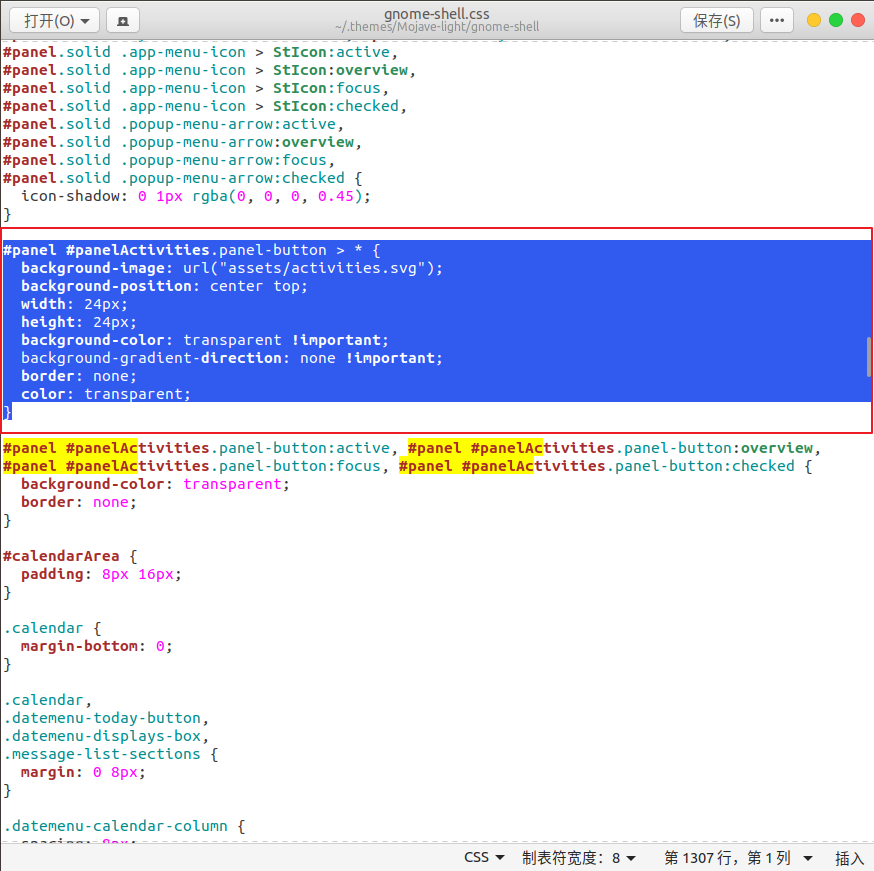 打开(O)
gnome-shell.css
~/.themes/Mojave-light/gnome-shell
保存(S)
#panel.solid .app-menu-icon > StIcon:active,
#panel.solid .app-menu-icon > StIcon:overview,
#panel.solid .app-menu-icon > StIcon:focus,
#panel.solid .app-menu-icon > StIcon:checked,
#panel.solid .popup-menu-arrow:active,
#panel.solid .popup-menu-arrow:overview,
#panel.solid .popup-menu-arrow:focus,
#panel.solid .popup-menu-arrow:checked {
  icon-shadow: 0 1px rgba(0, 0, 0, 0.45);
}
#panel #panelActivities.panel-button > * {
  background-image: url("assets/activities.svg");
  background-position: center top;
  width: 24px;
  height: 24px;
  background-color: transparent !important;
  background-gradient-direction: none !important;
  border: none;
  color: transparent;
}
#panel #panelActivities.panel-button:active, #panel #panelActivities.panel-button:overview,
#panel #panelActivities.panel-button:focus, #panel #panelActivities.panel-button:checked {
  background-color: transparent;
  border: none;
}
#calendarArea {
  padding: 8px 16px;
}
.calendar {
  margin-bottom: 0;
}
.calendar,
.datemenu-today-button,
.datemenu-displays-box,
.message-list-sections {
  margin: 0 8px;
}
.datemenu-calendar-column {
CSS 制表符宽度: 8 第 1307 行，第 1 列 插入